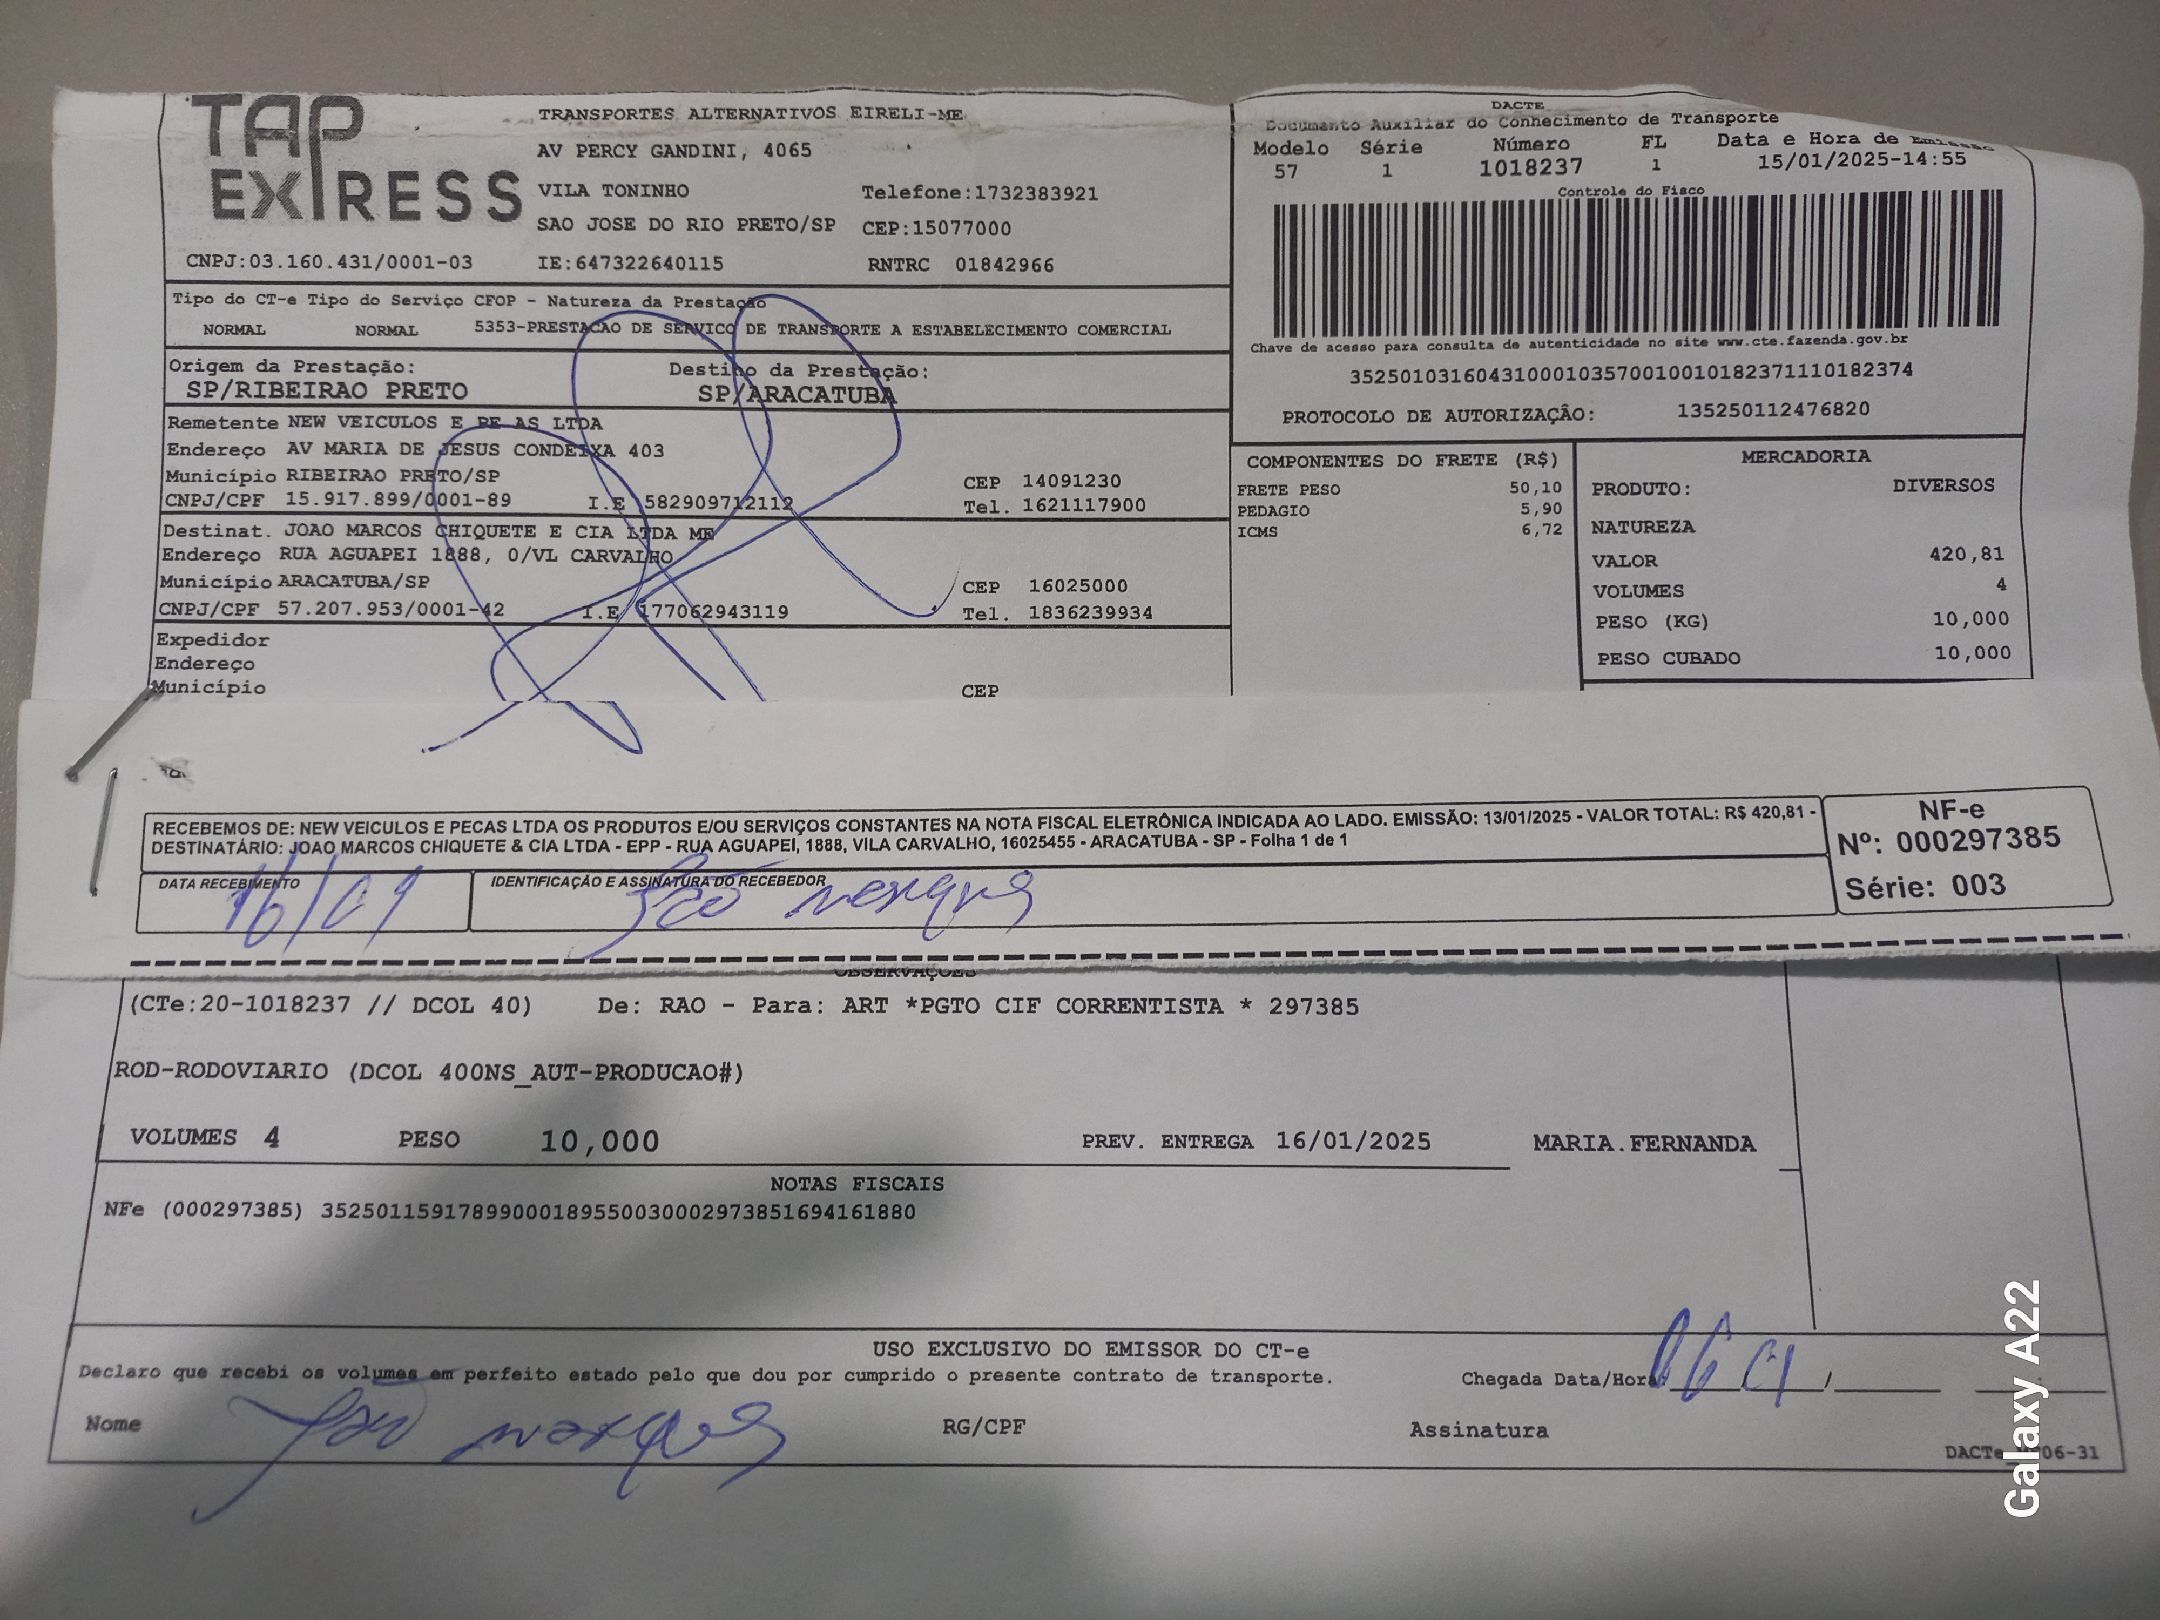 TAP
EXPRESS
TRANSPORTES ALTERNATIVOS EIRELI-ME
AV PERCY GANDINI, 4065
VILA TONINHO Telefone:1732383921
SAO JOSE DO RIO PRETO/SP CEP:15077000
CNPJ:03.160.431/0001-03 IE:647322640115 RNTRC 01842966
DACTE
Documento Auxiliar do Conhecimento de Transporte
Modelo Série Número FL Data e Hora de Emissão
57 1 1018237 1 15/01/2025-14:55
Controle do Fisco
Chave de acesso para consulta de autenticidade no site www.cte.fazenda.gov.br
35250103160431000103570010010182371110182374
PROTOCOLO DE AUTORIZAÇÃO: 135250112476820
Tipo do CT-e Tipo do Serviço CFOP - Natureza da Prestação
NORMAL NORMAL 5353-PRESTACAO DE SERVICO DE TRANSPORTE A ESTABELECIMENTO COMERCIAL
Origem da Prestação: Destino da Prestação:
SP/RIBEIRAO PRETO SP/ARACATUBA
Remetente NEW VEICULOS E PE AS LTDA
Endereço AV MARIA DE JESUS CONDEIXA 403
Município RIBEIRAO PRETO/SP CEP 14091230
CNPJ/CPF 15.917.899/0001-89 I.E 582909712112 Tel. 1621117900
Destinat. JOAO MARCOS CHIQUETE E CIA LTDA ME
Endereço RUA AGUAPEI 1888, 0/VL CARVALHO
Município ARACATUBA/SP CEP 16025000
CNPJ/CPF 57.207.953/0001-42 I.E 177062943119 Tel. 1836239934
Expedidor
Endereço
Município CEP
COMPONENTES DO FRETE (R$)
FRETE PESO 50,10
PEDAGIO 5,90
ICMS 6,72
MERCADORIA
PRODUTO: DIVERSOS
NATUREZA
VALOR 420,81
VOLUMES 4
PESO (KG) 10,000
PESO CUBADO 10,000
RECEBEMOS DE: NEW VEICULOS E PECAS LTDA OS PRODUTOS E/OU SERVIÇOS CONSTANTES NA NOTA FISCAL ELETRÔNICA INDICADA AO LADO. EMISSÃO: 13/01/2025 - VALOR TOTAL: R$ 420,81 -
DESTINATÁRIO: JOAO MARCOS CHIQUETE & CIA LTDA - EPP - RUA AGUAPEI, 1888, VILA CARVALHO, 16025455 - ARACATUBA - SP - Folha 1 de 1
NF-e
Nº: 000297385
Série: 003
DATA RECEBIMENTO IDENTIFICAÇÃO E ASSINATURA DO RECEBEDOR
16/01
OBSERVAÇÕES
(CTe:20-1018237 // DCOL 40) De: RAO - Para: ART *PGTO CIF CORRENTISTA * 297385
ROD-RODOVIARIO (DCOL 400NS_AUT-PRODUCAO#)
VOLUMES 4 PESO 10,000 PREV. ENTREGA 16/01/2025 MARIA.FERNANDA
NOTAS FISCAIS
NFe (000297385) 35250115917899000189550030002973851694161880
USO EXCLUSIVO DO EMISSOR DO CT-e
Declaro que recebi os volumes em perfeito estado pelo que dou por cumprido o presente contrato de transporte. Chegada Data/Hora:
Nome RG/CPF Assinatura
Galaxy A22